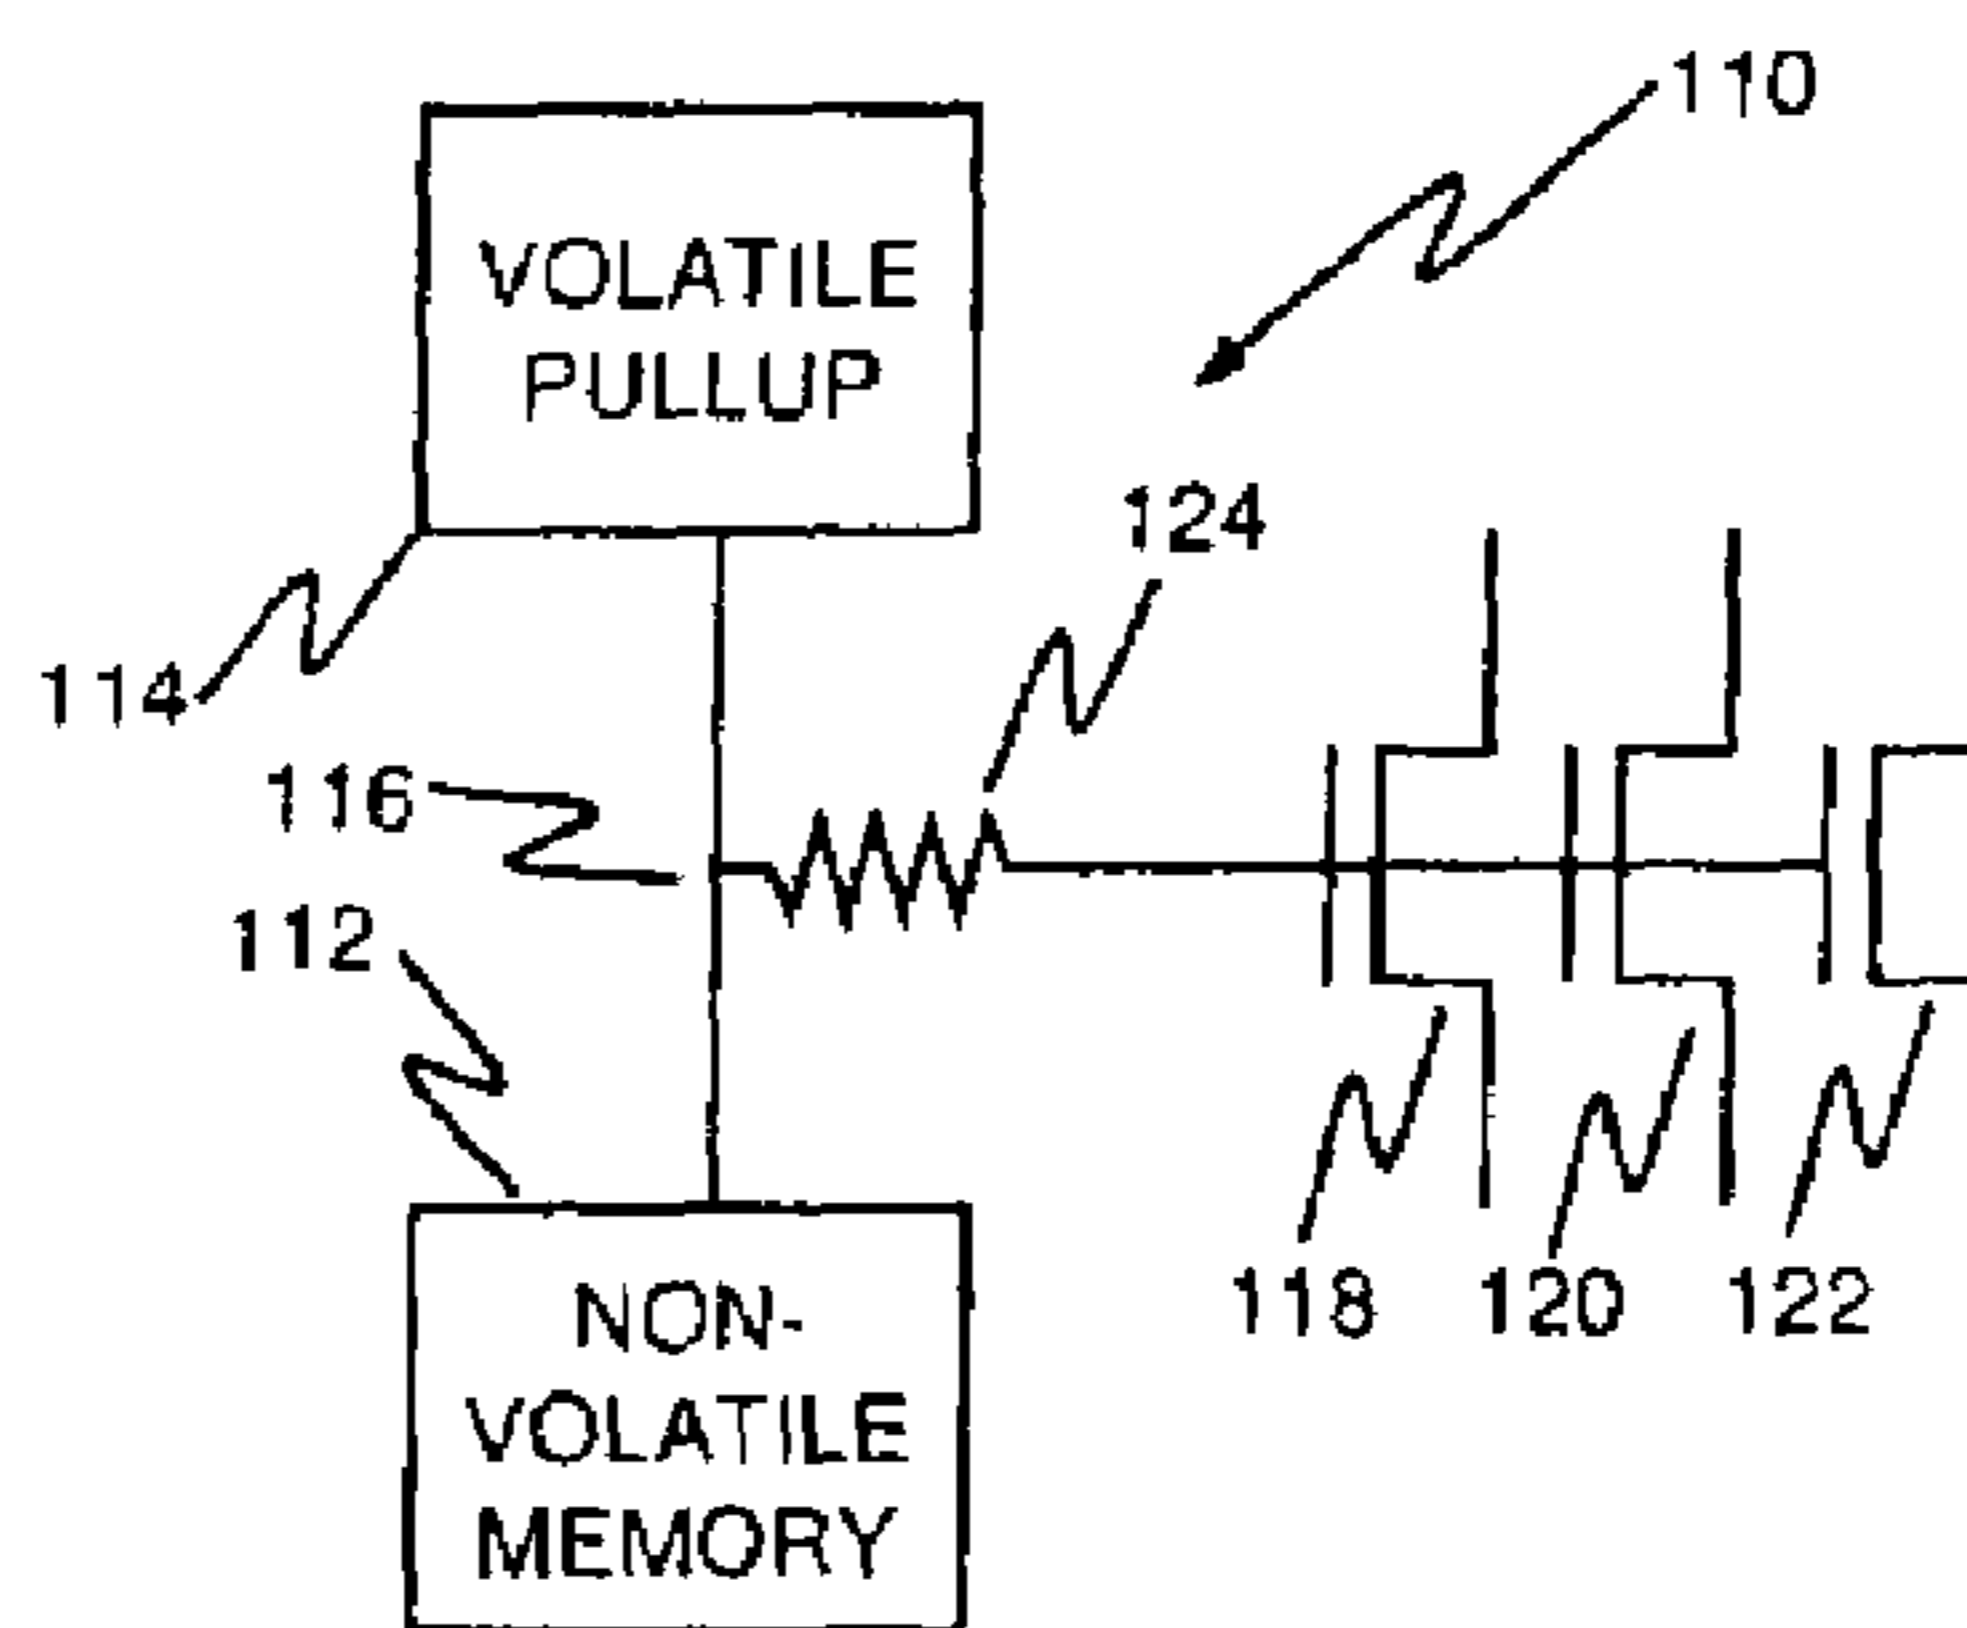 110
VOLATILE
PULLUP
124
114
116
112
118 120 122
NON-
VOLATILE
MEMORY